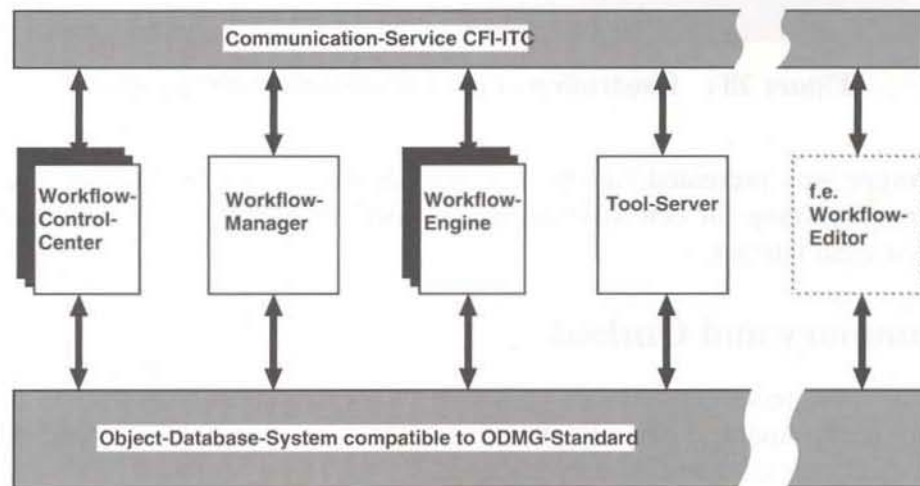 Communication-Service CFI-ITC
Workflow-
Control-
Center
Workflow-
Manager
Workflow-
Engine
Tool-Server
f.e.
Workflow-
Editor
Object-Database-System compatible to ODMG-Standard